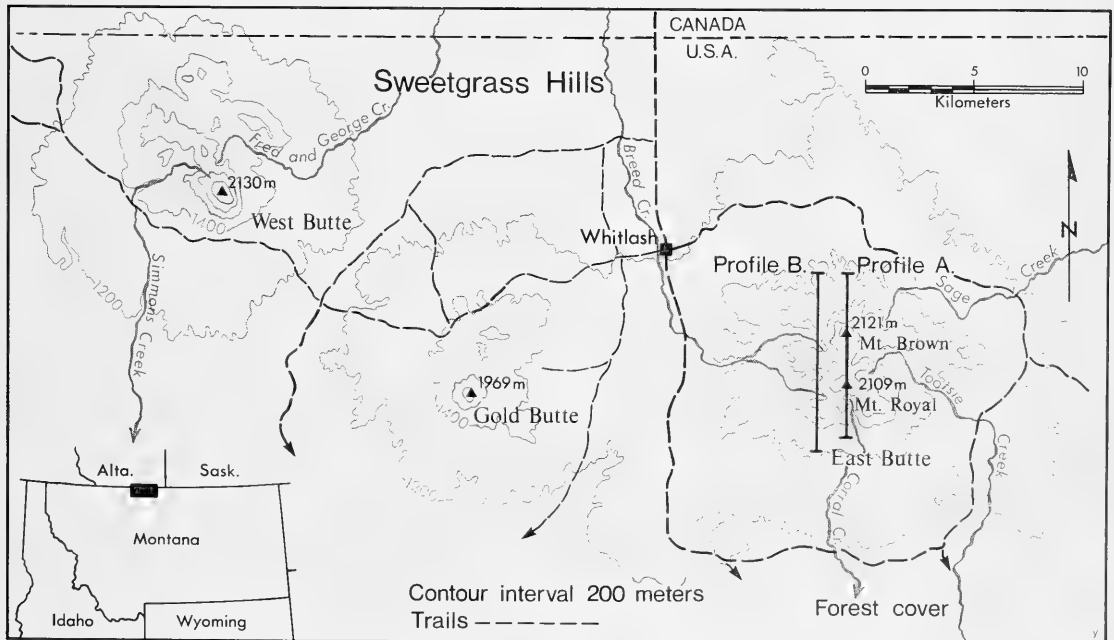 CANADA
U.S.A.
Sweetgrass Hills
0 5 10
Kilometers
Fred and George Cr.
2130m
1400
West Butte
Breed Cr.
N
Whitlash
Profile B. Profile A.
1200
Sage Creek
Simmons Creek
2121m
Mt. Brown
1969m
1400
Gold Butte
2109m
Mt. Royal
Tootsie Creek
East Butte
Corral Cr.
Alta. Sask.
Montana
Idaho Wyoming
Contour interval 200 meters
Trails
Forest cover